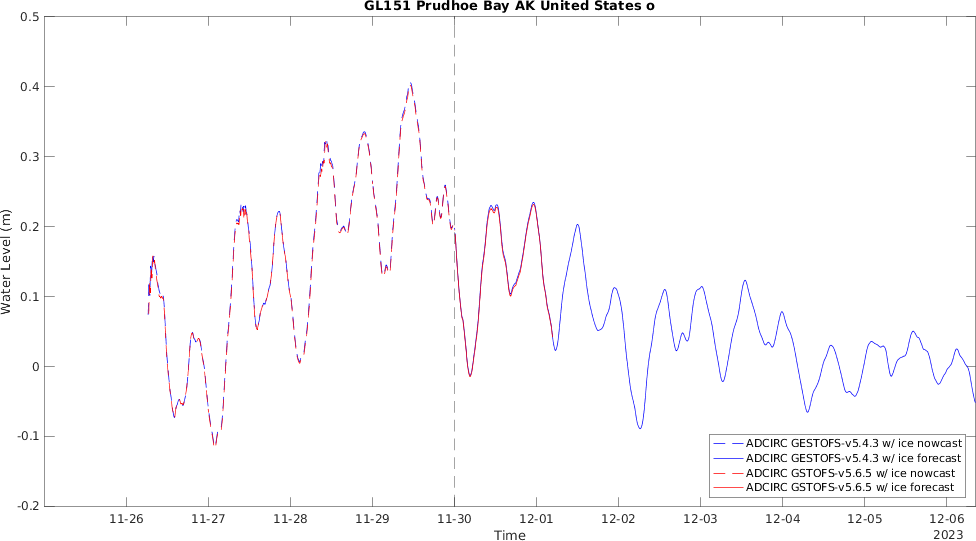 GL151 Prudhoe Bay AK United States o
0.5
0.4
0.3
0.2
0.1
0
-0.1
-0.2
Water Level (m)
ADCIRC GESTOFS-v5.4.3 w/ ice nowcast
ADCIRC GESTOFS-v5.4.3 w/ ice forecast
ADCIRC GSTOFS-v5.6.5 w/ ice nowcast
ADCIRC GSTOFS-v5.6.5 w/ ice forecast
11-26 11-27 11-28 11-29 11-30 12-01 12-02 12-03 12-04 12-05 12-06
Time
2023